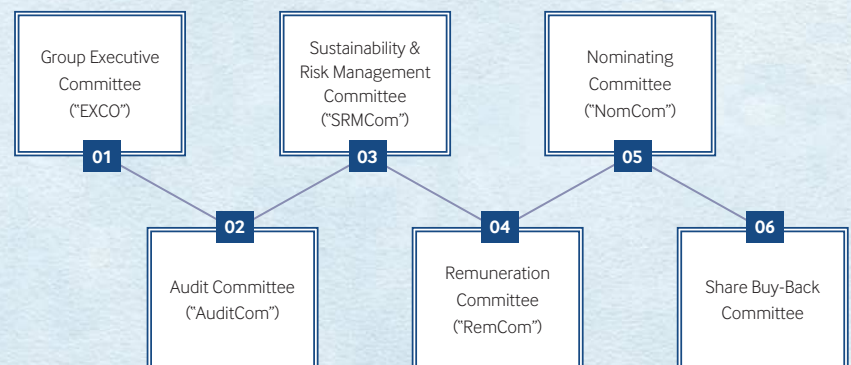 Group Executive
Committee
("EXCO")
01
02
Audit Committee
("AuditCom")
Sustainability &
Risk Management
Committee
("SRMCom")
03
04
Remuneration
Committee
("RemCom")
Nominating
Committee
("NomCom")
05
06
Share Buy-Back
Committee